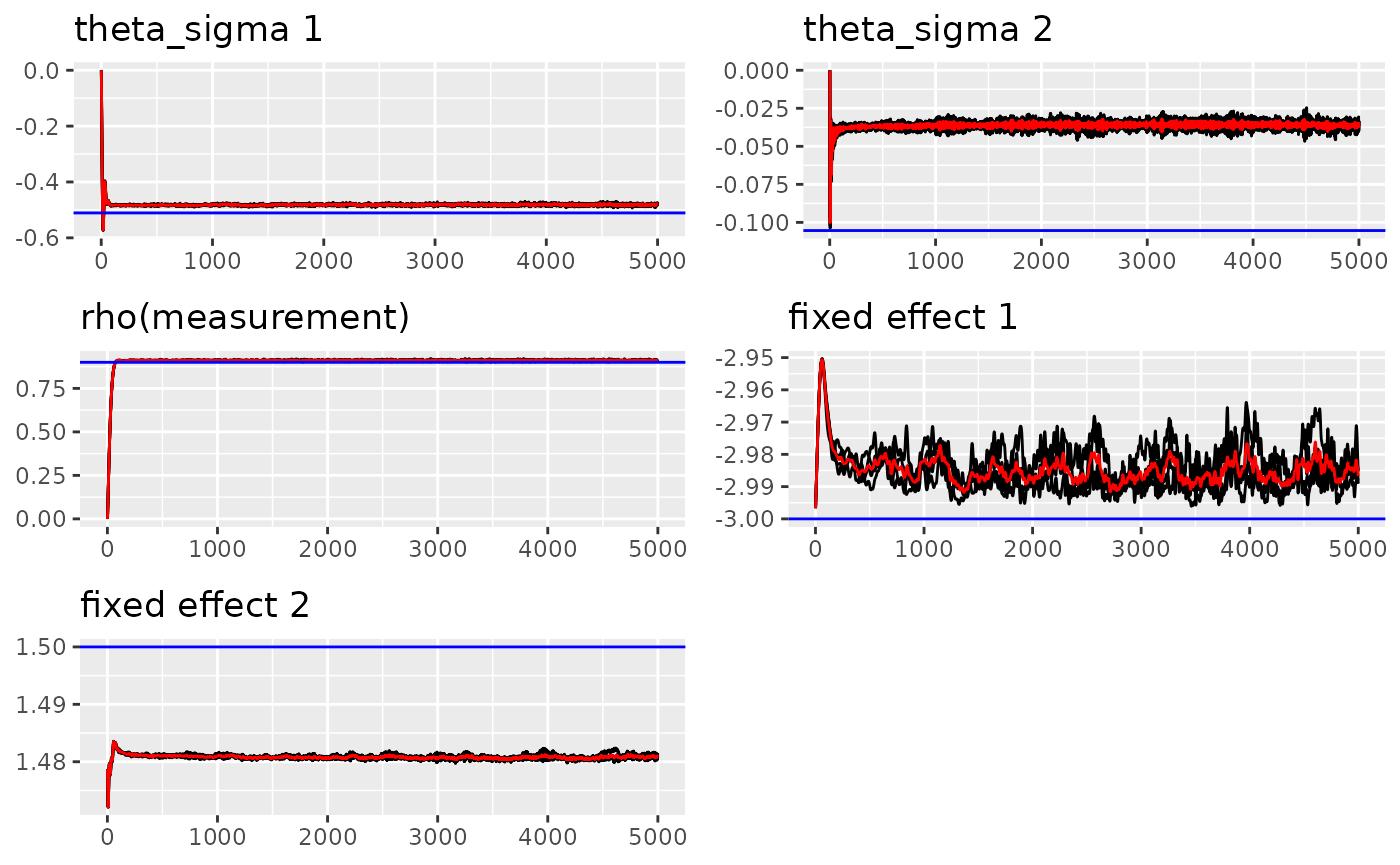 theta_sigma 1
0.0
-0.2
-0.4
-0.6
0 1000 2000 3000 4000 5000
theta_sigma 2
0.000
-0.025
-0.050
-0.075
-0.100
0 1000 2000 3000 4000 5000
rho(measurement)
0.75
0.50
0.25
0.00
0 1000 2000 3000 4000 5000
fixed effect 1
-2.95
-2.96
-2.97
-2.98
-2.99
-3.00
0 1000 2000 3000 4000 5000
fixed effect 2
1.50
1.49
1.48
0 1000 2000 3000 4000 5000